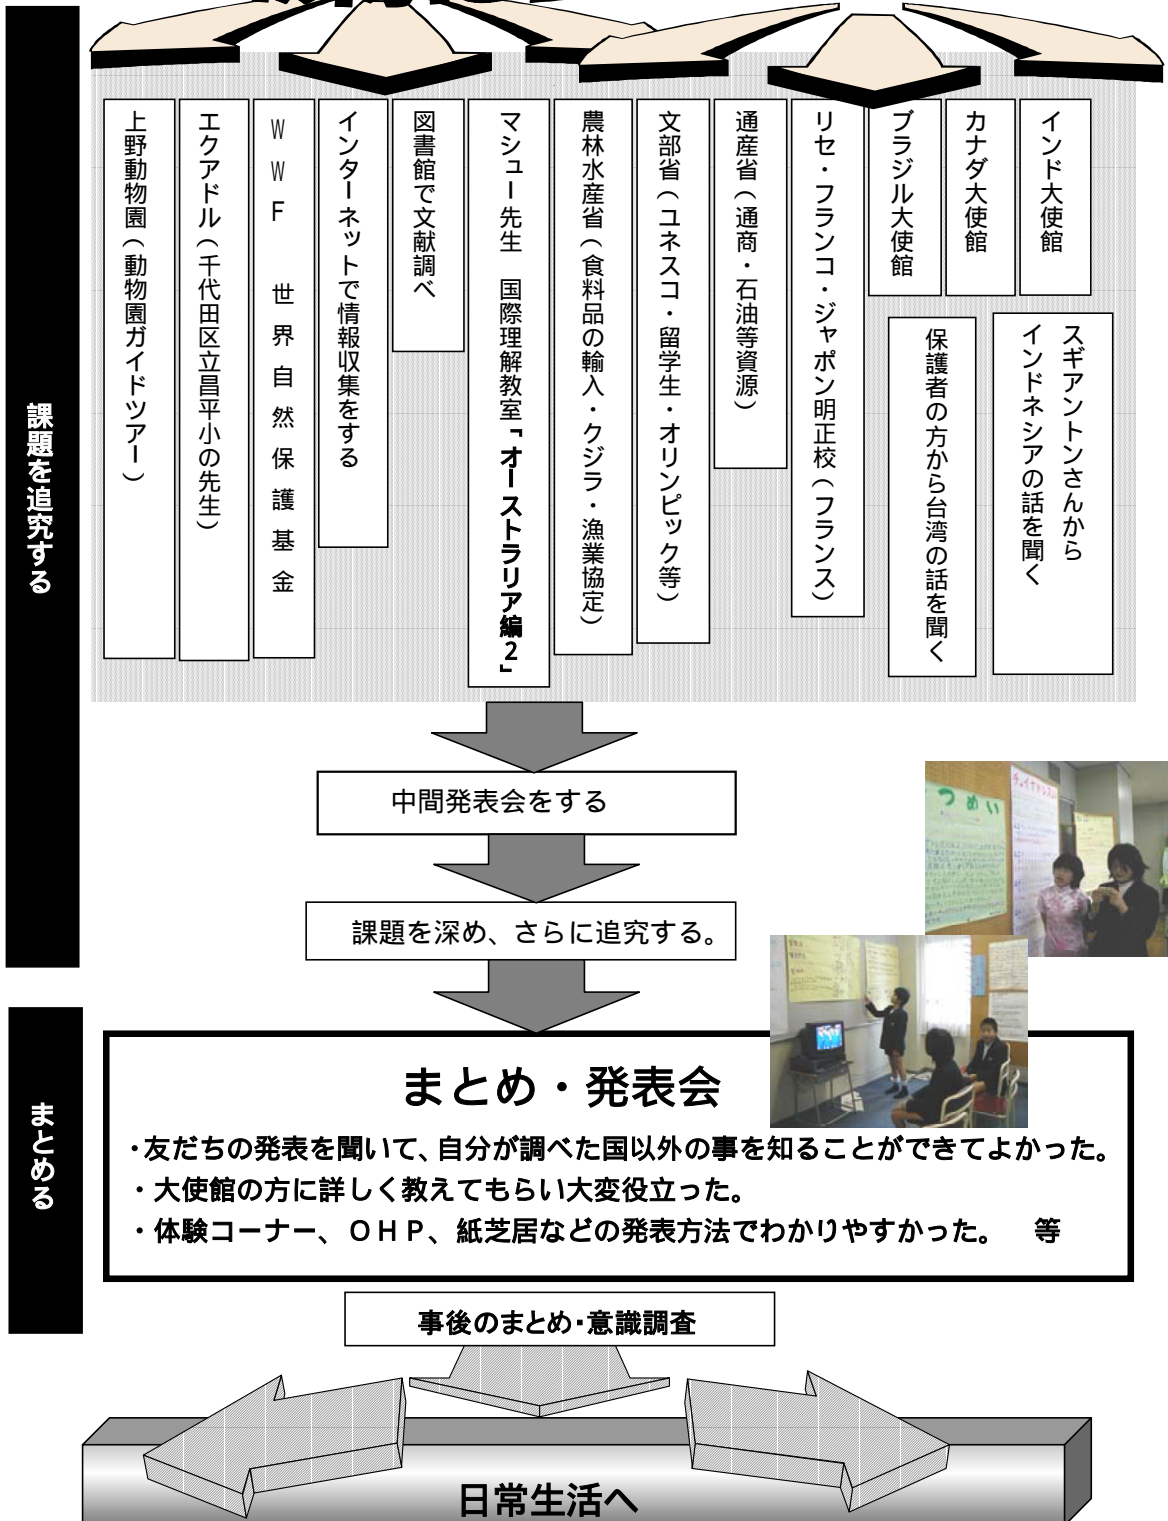 課題を追究する
インド大使館
カナダ大使館
ブラジル大使館
リセ・フランコ・ジャポン明正校（フランス）
通産省（通商・石油等資源）
文部省（ユネスコ・留学生・オリンピック等）
農林水産省（食料品の輸入・クジラ・漁業協定）
マシュー先生　国際理解教室「オーストラリア編２」
図書館で文献調べ
インターネットで情報収集をする
ＷＷＦ　世界自然保護基金
エクアドル（千代田区立昌平小の先生）
上野動物園（動物園ガイドツアー）
スギアントンさんから
インドネシアの話を聞く
保護者の方から台湾の話を聞く
中間発表会をする
課題を深め、さらに追究する。
つめい
まとめる
まとめ・発表会
・友だちの発表を聞いて、自分が調べた国以外の事を知ることができてよかった。
・大使館の方に詳しく教えてもらい大変役立った。
・体験コーナー、ＯＨＰ、紙芝居などの発表方法でわかりやすかった。　等
事後のまとめ・意識調査
日常生活へ